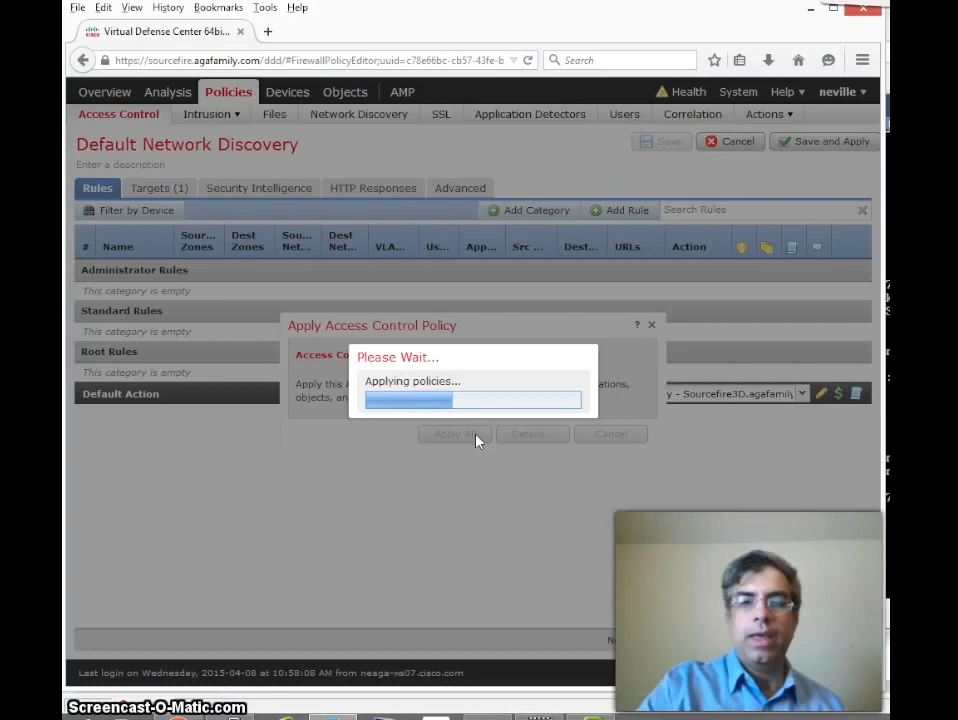 File Edit View History Bookmarks Tools Help
CISCO Virtual Defense Center 64bi...
https://sourcefire.agafamily.com/ddd/#FirewallPolicyEditor;uuid=c78e66bc-cb57-43fe-b Search
Overview Analysis Policies Devices Objects AMP Health System Help neville
Access Control Intrusion Files Network Discovery SSL Application Detectors Users Correlation Actions
Default Network Discovery Save Cancel Save and Apply
Enter a description
Rules Targets (1) Security Intelligence HTTP Responses Advanced
Filter by Device Add Category Add Rule Search Rules
# Name Sour... Zones Dest Zones Sou... Net... Dest Net... VLA... Us... App... Src ... Dest... URLs Action
Administrator Rules
This category is empty
Standard Rules
This category is empty
Apply Access Control Policy ?
Root Rules
Access Co
This category is empty
Please Wait...
Applying policies...
Apply this A ations,
objects, an
Default Action y - Sourcefire3D.agafamily $
Apply Al Details... Cancel
Last login on Wednesday, 2015-04-08 at 10:58:08 AM from neaga-ws07.cisco.com
Screencast-O-Matic.com